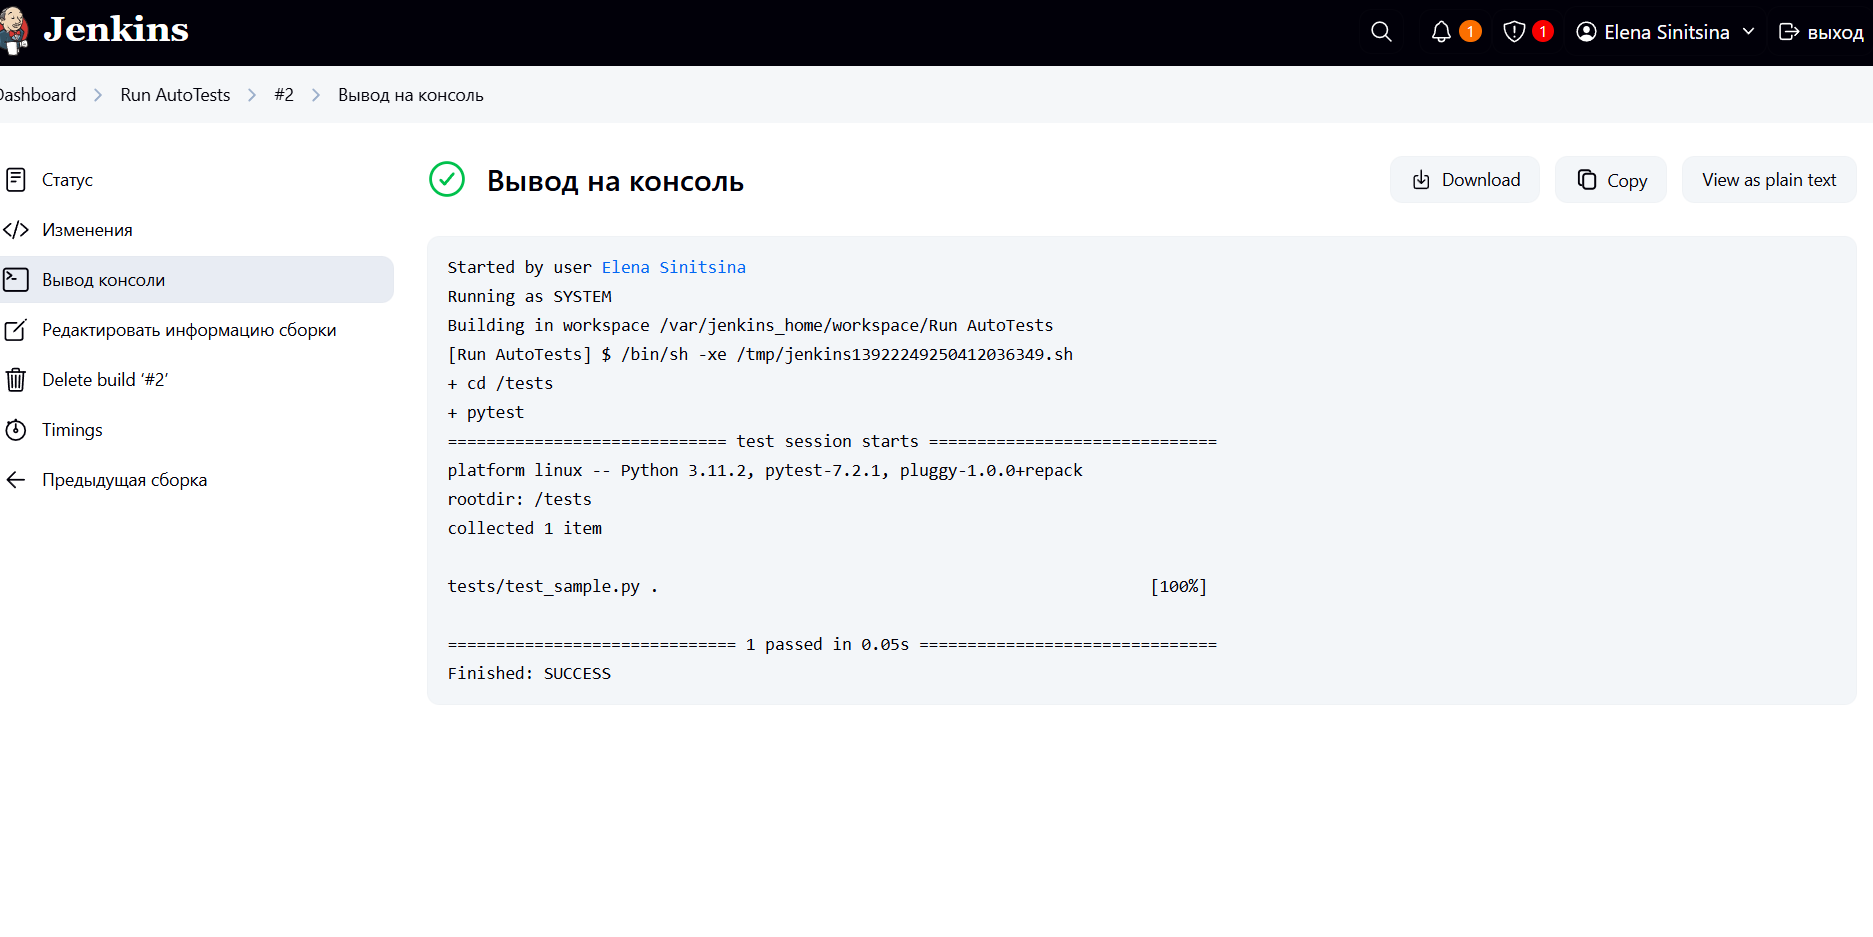 Jenkins
1
1
Elena Sinitsina
выход
Dashboard
Run AutoTests
#2
Вывод на консоль
Статус
Изменения
Вывод консоли
Редактировать информацию сборки
Delete build ‘#2’
Timings
Предыдущая сборка
Вывод на консоль
Download
Copy
View as plain text
Started by user Elena Sinitsina
Running as SYSTEM
Building in workspace /var/jenkins_home/workspace/Run AutoTests
[Run AutoTests] $ /bin/sh -xe /tmp/jenkins13922249250412036349.sh
+ cd /tests
+ pytest
============================= test session starts ==============================
platform linux -- Python 3.11.2, pytest-7.2.1, pluggy-1.0.0+repack
rootdir: /tests
collected 1 item
tests/test_sample.py . [100%]
============================== 1 passed in 0.05s ===============================
Finished: SUCCESS